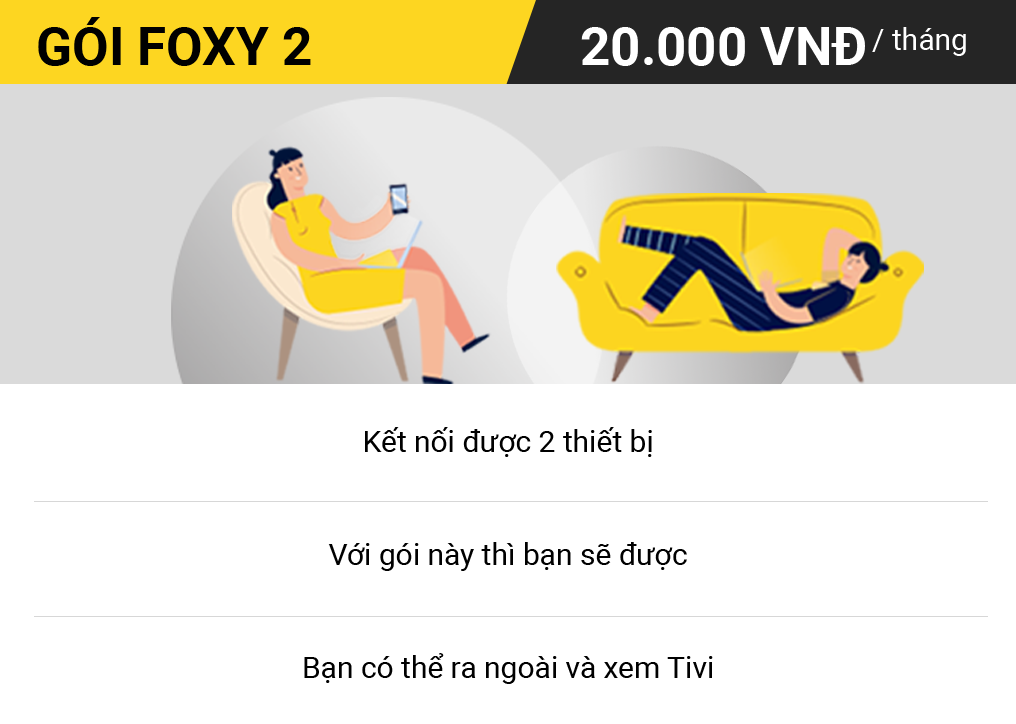 GÓI FOXY 2
20.000 VNĐ / tháng
Kết nối được 2 thiết bị
Với gói này thì bạn sẽ được
Bạn có thể ra ngoài và xem Tivi